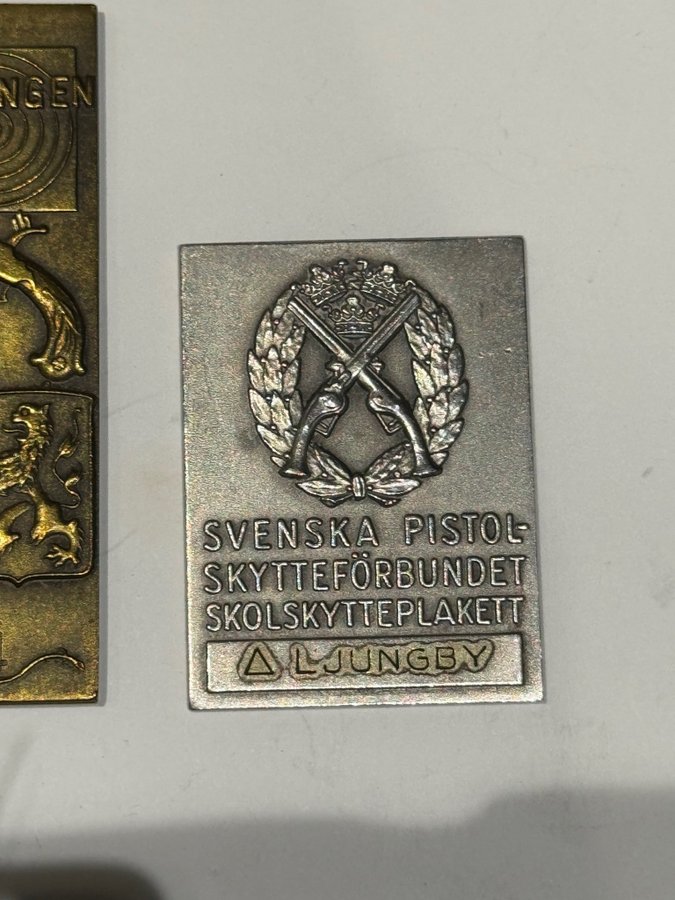 NGEN
SVENSKA PISTOL-
SKYTTEFÖRBUNDET
SKOLSKYTTEPLAKETT
△ LJUNGBY